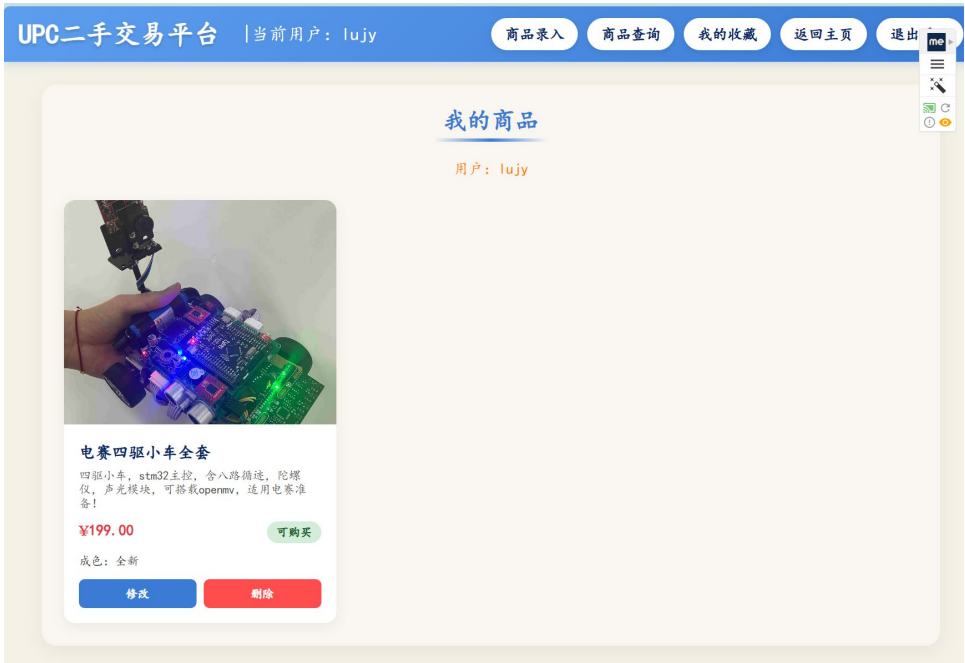 UPC二手交易平台
|当前用户: lujy
商品录入
商品查询
我的收藏
返回主页
退出
me
我的商品
用户: lujy
电赛四驱小车全套
四驱小车, stm32主控, 含八路循迹, 陀螺
仪, 声光模块, 可搭载openmv, 适用电赛准
备!
¥199.00
可购买
成色: 全新
修改
删除